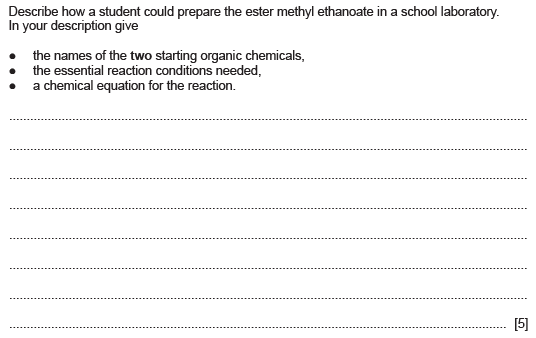 Describe how a student could prepare the ester methyl ethanoate in a school laboratory.
In your description give
● the names of the two starting organic chemicals,
● the essential reaction conditions needed,
● a chemical equation for the reaction.
[5]